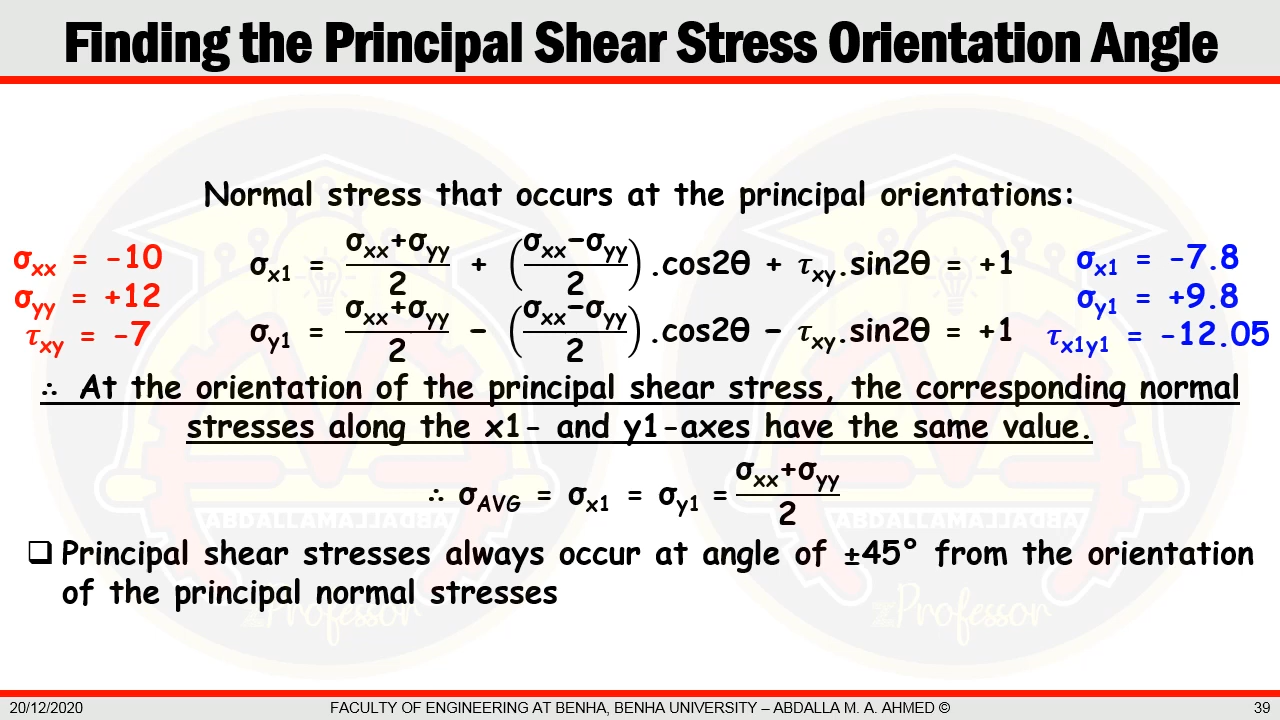 Finding the Principal Shear Stress Orientation Angle
Normal stress that occurs at the principal orientations:
σxx = -10
σyy = +12
τxy = -7
σx1 = (σxx+σyy)/2 + ((σxx−σyy)/2) .cos2θ + τxy.sin2θ = +1
σy1 = (σxx+σyy)/2 − ((σxx−σyy)/2) .cos2θ − τxy.sin2θ = +1
σx1 = -7.8
σy1 = +9.8
τx1y1 = -12.05
∴ At the orientation of the principal shear stress, the corresponding normal
stresses along the x1- and y1-axes have the same value.
∴ σAVG = σx1 = σy1 = (σxx+σyy)/2
❑ Principal shear stresses always occur at angle of ±45° from the orientation
of the principal normal stresses
ABDALLAMALLADBA
ABDALLAMALLADBA
zProfessor
zProfessor
20/12/2020
FACULTY OF ENGINEERING AT BENHA, BENHA UNIVERSITY – ABDALLA M. A. AHMED ©
39